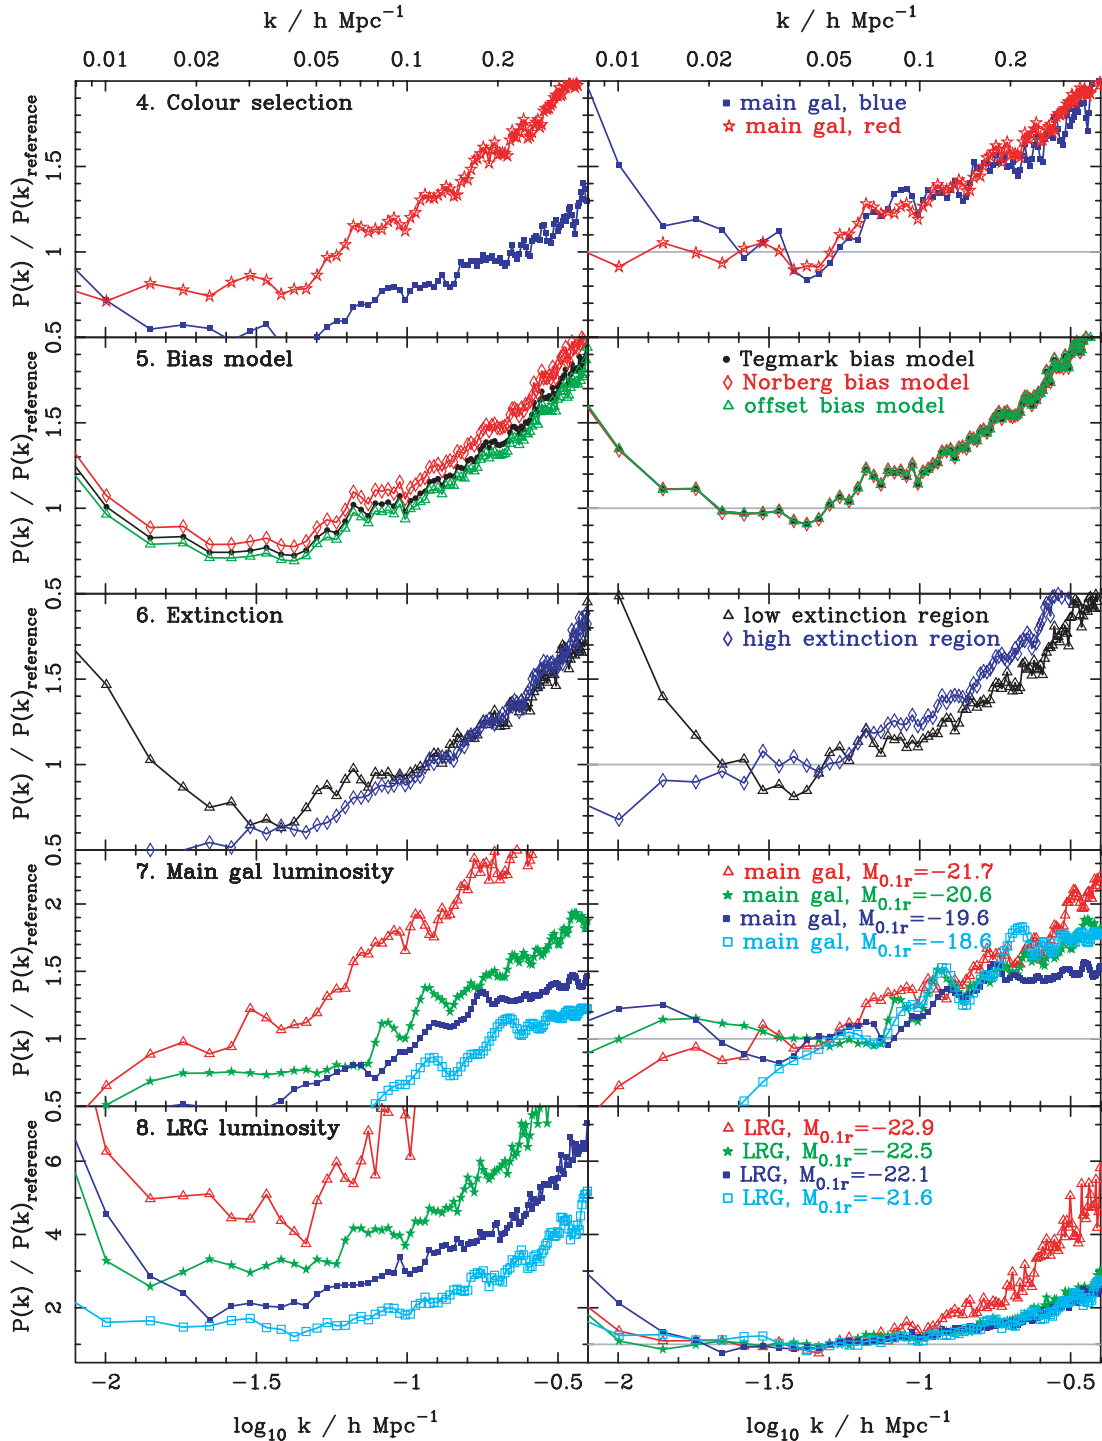 k / h Mpc⁻¹ k / h Mpc⁻¹
0.01 0.02 0.05 0.1 0.2 0.01 0.02 0.05 0.1 0.2
4. Colour selection
main gal, blue
main gal, red
P(k) / P(k)reference
1.5
1
0.5
5. Bias model
Tegmark bias model
Norberg bias model
offset bias model
P(k) / P(k)reference
1.5
1
0.5
6. Extinction
low extinction region
high extinction region
P(k) / P(k)reference
1.5
1
0.5
7. Main gal luminosity
main gal, M0.1r=−21.7
main gal, M0.1r=−20.6
main gal, M0.1r=−19.6
main gal, M0.1r=−18.6
P(k) / P(k)reference
2
1.5
1
0.5
8. LRG luminosity
LRG, M0.1r=−22.9
LRG, M0.1r=−22.5
LRG, M0.1r=−22.1
LRG, M0.1r=−21.6
P(k) / P(k)reference
6
4
2
−2 −1.5 −1 −0.5 −2 −1.5 −1 −0.5
log₁₀ k / h Mpc⁻¹ log₁₀ k / h Mpc⁻¹